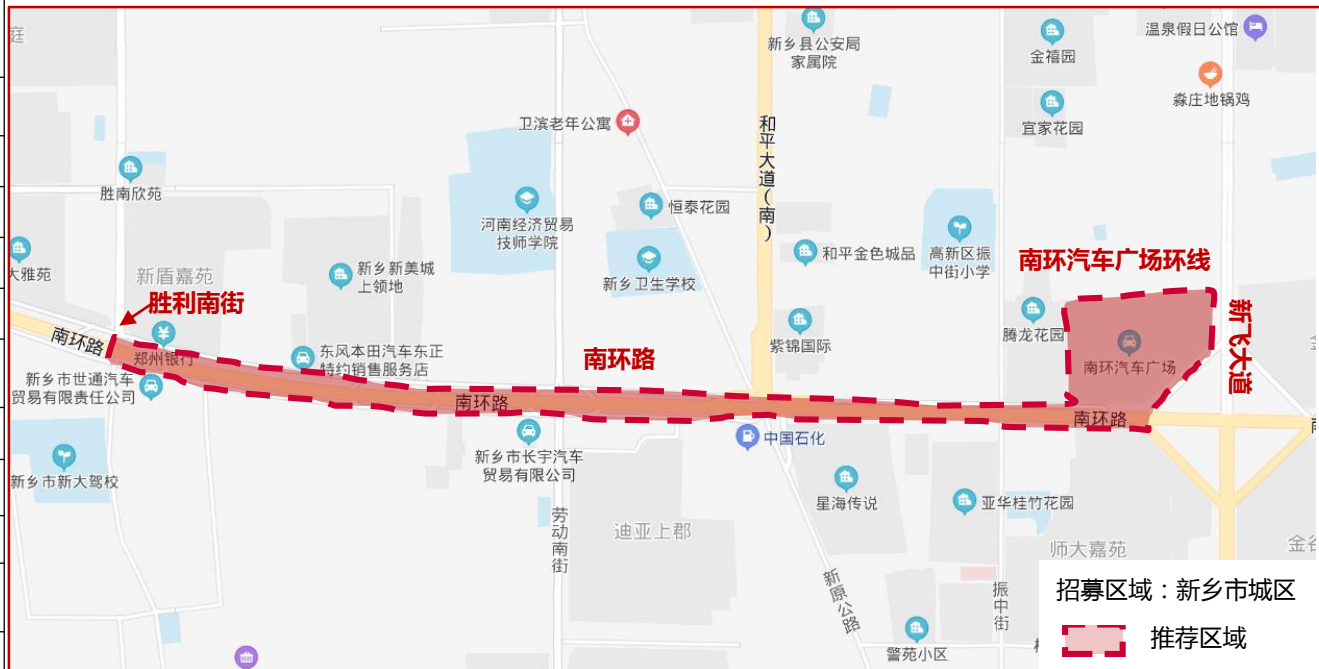 庭
新乡县公安局
家属院
金禧园
温泉假日公馆
淼庄地锅鸡
宜家花园
卫滨老年公寓
和平大道(南)
胜南欣苑
河南经济贸易
技师学院
恒泰花园
新乡卫生学校
和平金色城品
高新区振
中街小学
南环汽车广场环线
大雅苑
新盾嘉苑
新乡新美城
上领地
胜利南街
新飞大道
腾龙花园
南环汽车广场
紫锦国际
南环路
郑州银行
东风本田汽车东正
特约销售服务店
南环路
新乡市世通汽车
贸易有限责任公司
南环路
南环路
南
中国石化
新乡市长宇汽车
贸易有限公司
新乡市新大驾校
星海传说
亚华桂竹花园
劳动南街
迪亚上郡
师大嘉苑
金谷
新原公路
振中街
警苑小区
招募区域：新乡市城区
推荐区域